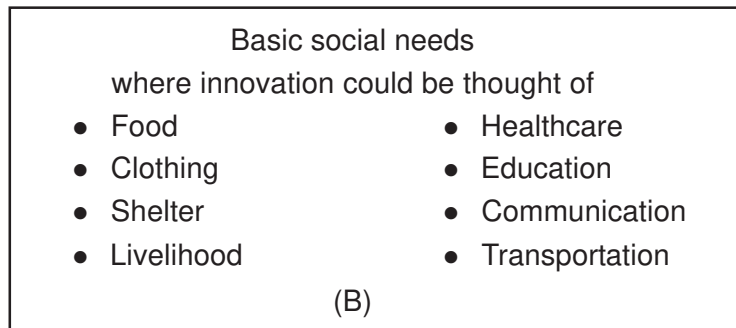 Basic social needs
where innovation could be thought of
● Food
● Healthcare
● Clothing
● Education
● Shelter
● Communication
● Livelihood
● Transportation
(B)